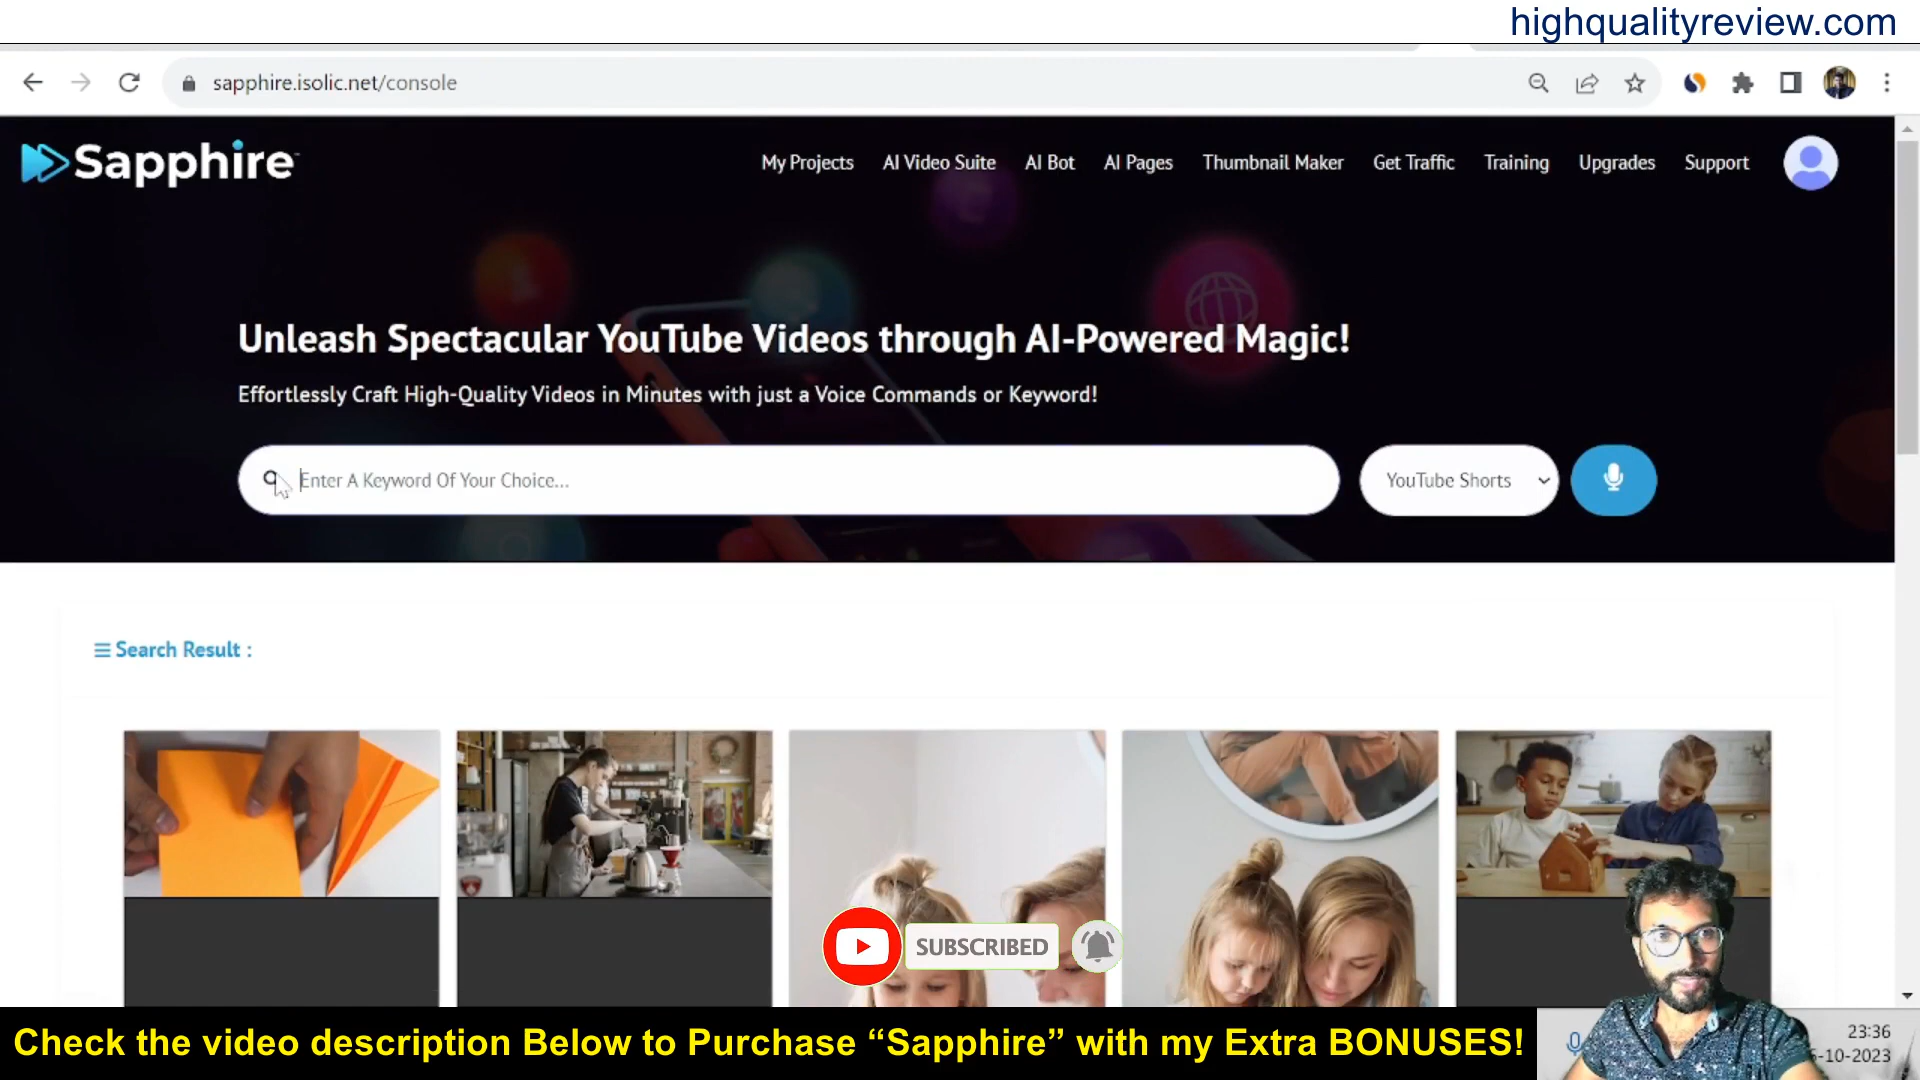 highqualityreview.com
sapphire.isolic.net/console
Sapphire
My Projects
AI Video Suite
AI Bot
AI Pages
Thumbnail Maker
Get Traffic
Training
Upgrades
Support
Unleash Spectacular YouTube Videos through AI-Powered Magic!
Effortlessly Craft High-Quality Videos in Minutes with just a Voice Commands or Keyword!
Enter A Keyword Of Your Choice...
YouTube Shorts
Search Result :
SUBSCRIBED
Check the video description Below to Purchase “Sapphire” with my Extra BONUSES!
23:36
-10-2023